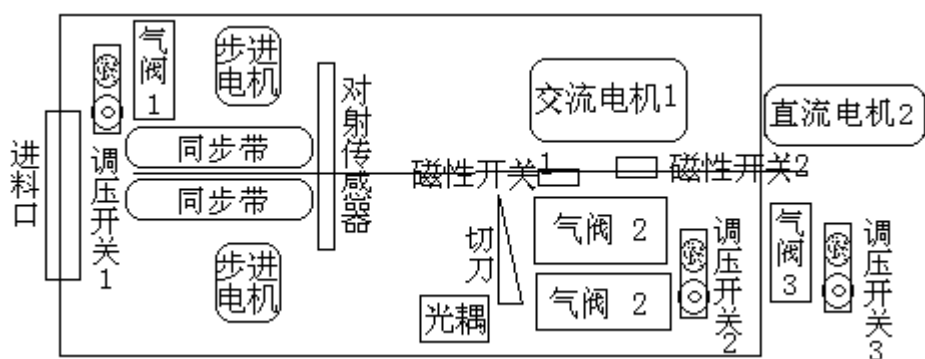 进料口
调压开关1
气阀1
步进电机
同步带
同步带
步进电机
对射传感器
磁性开关1
磁性开关2
交流电机1
直流电机2
切刀
光耦
气阀 2
气阀 2
调压开关2
气阀3
调压开关3